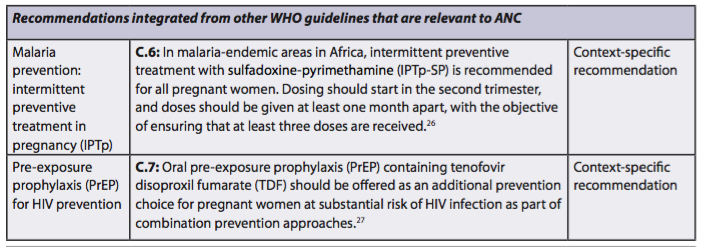 Recommendations integrated from other WHO guidelines that are relevant to ANC
Malaria
prevention:
intermittent
preventive
treatment in
pregnancy (IPTp)
C.6: In malaria-endemic areas in Africa, intermittent preventive
treatment with sulfadoxine-pyrimethamine (IPTp-SP) is recommended
for all pregnant women. Dosing should start in the second trimester,
and doses should be given at least one month apart, with the objective
of ensuring that at least three doses are received.26
Context-specific
recommendation
Pre-exposure
prophylaxis (PrEP)
for HIV prevention
C.7: Oral pre-exposure prophylaxis (PrEP) containing tenofovir
disoproxil fumarate (TDF) should be offered as an additional prevention
choice for pregnant women at substantial risk of HIV infection as part of
combination prevention approaches.27
Context-specific
recommendation